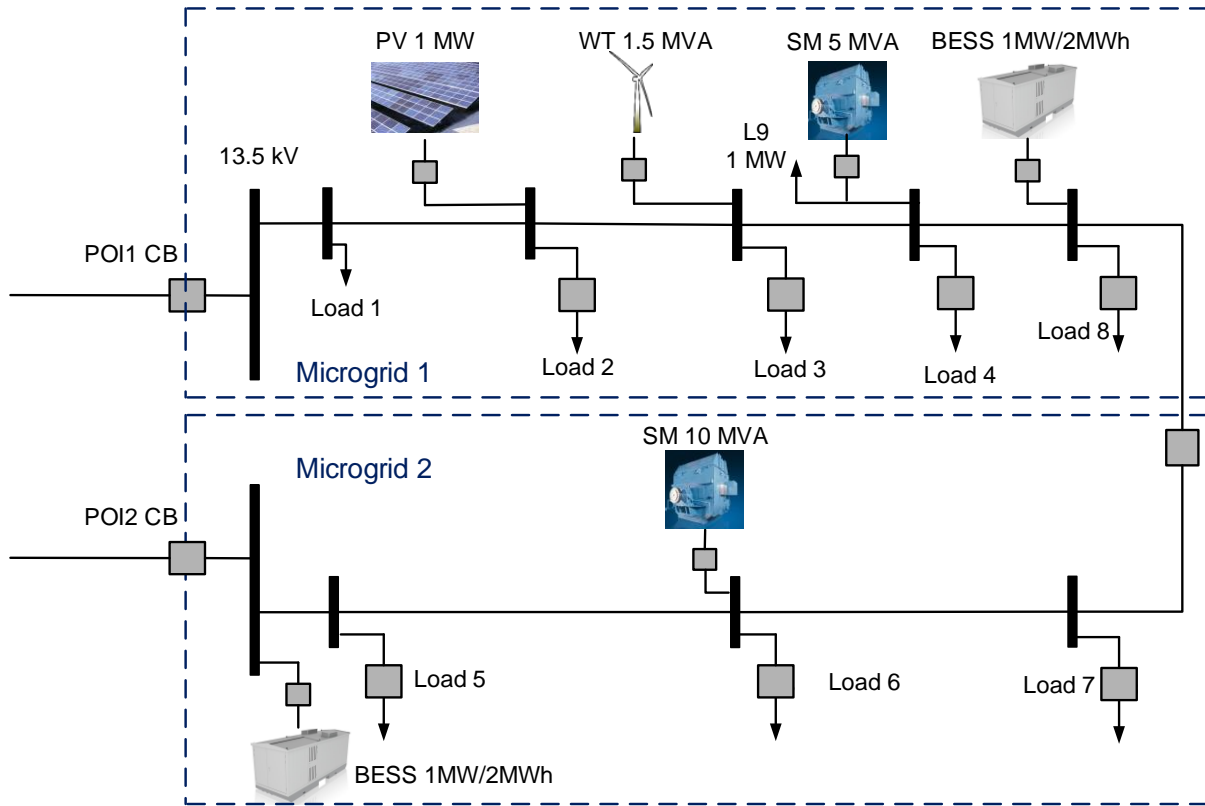 PV 1 MW
WT 1.5 MVA
SM 5 MVA
BESS 1MW/2MWh
L9
1 MW
13.5 kV
POI1 CB
Load 1
Load 2
Load 3
Load 4
Load 8
Microgrid 1
SM 10 MVA
Microgrid 2
POI2 CB
Load 5
Load 6
Load 7
BESS 1MW/2MWh